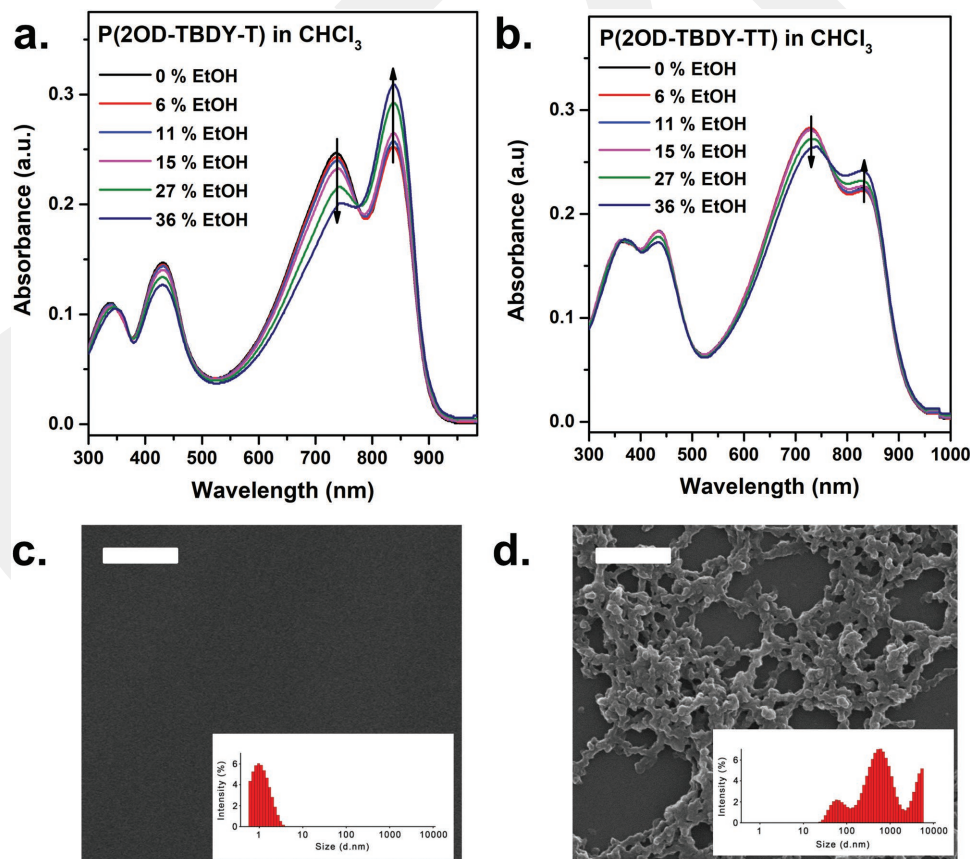 a.
P(2OD-TBDY-T) in CHCl3
0 % EtOH
6 % EtOH
11 % EtOH
15 % EtOH
27 % EtOH
36 % EtOH
Absorbance (a.u.)
0.3
0.2
0.1
0.0
300 400 500 600 700 800 900
Wavelength (nm)
b.
P(2OD-TBDY-TT) in CHCl3
0 % EtOH
6 % EtOH
11 % EtOH
15 % EtOH
27 % EtOH
36 % EtOH
Absorbance (a.u)
0.3
0.2
0.1
0.0
300 400 500 600 700 800 900 1000
Wavelength (nm)
c.
Intensity (%)
6
4
2
0
1 10 100 1000 10000
Size (d.nm)
d.
Intensity (%)
6
4
2
0
1 10 100 1000 10000
Size (d.nm)